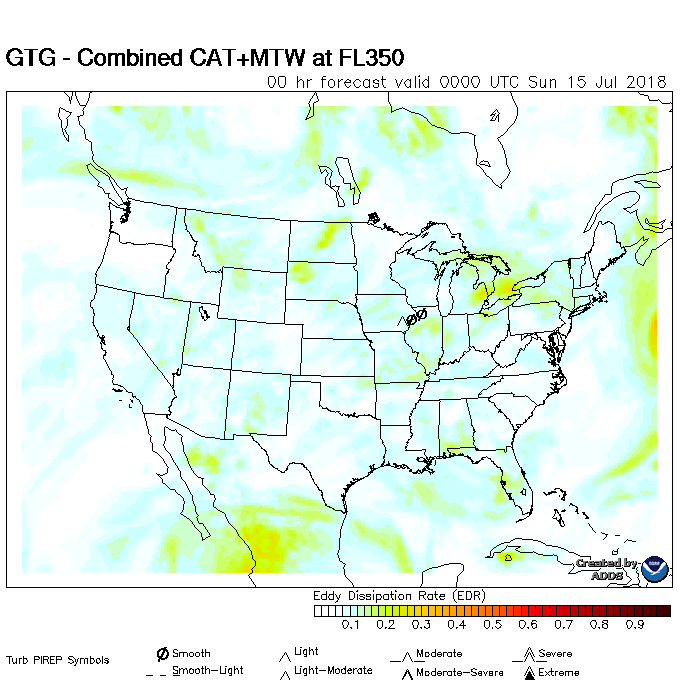 GTG - Combined CAT+MTW at FL350
00 hr forecast valid 0000 UTC Sun 15 Jul 2018
Created by
ADDS
Eddy Dissipation Rate (EDR)
0.1 0.2 0.3 0.4 0.5 0.6 0.7 0.8 0.9
Turb PIREP Symbols
Smooth Light Moderate Severe
Smooth-Light Light-Moderate Moderate-Severe Extreme